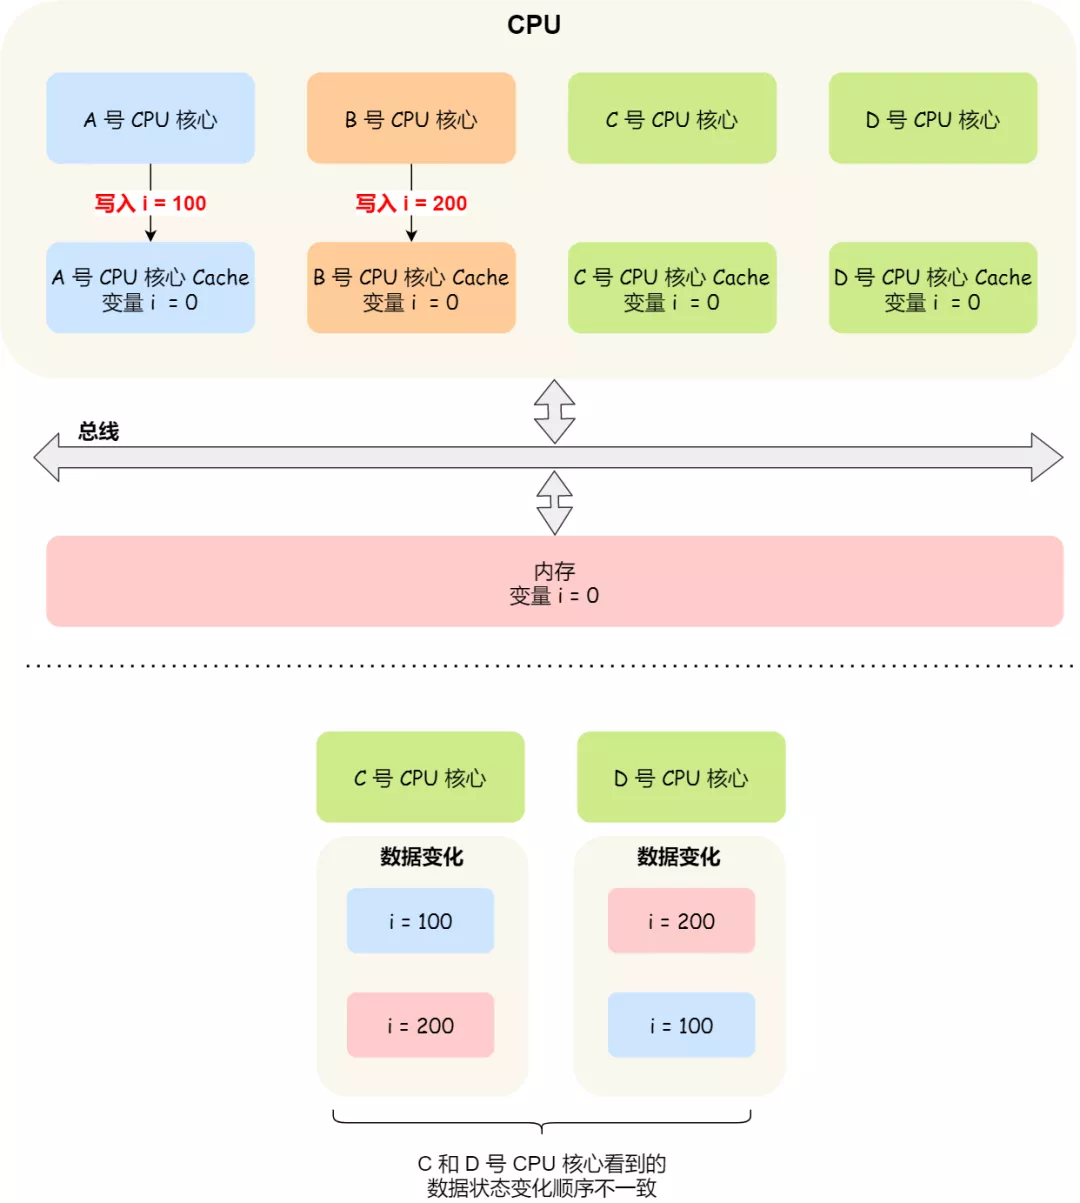 CPU
A 号 CPU 核心
B 号 CPU 核心
C 号 CPU 核心
D 号 CPU 核心
写入 i = 100
写入 i = 200
A 号 CPU 核心 Cache
变量 i = 0
B 号 CPU 核心 Cache
变量 i = 0
C 号 CPU 核心 Cache
变量 i = 0
D 号 CPU 核心 Cache
变量 i = 0
总线
内存
变量 i = 0
C 号 CPU 核心
D 号 CPU 核心
数据变化
数据变化
i = 100
i = 200
i = 200
i = 100
C 和 D 号 CPU 核心看到的
数据状态变化顺序不一致